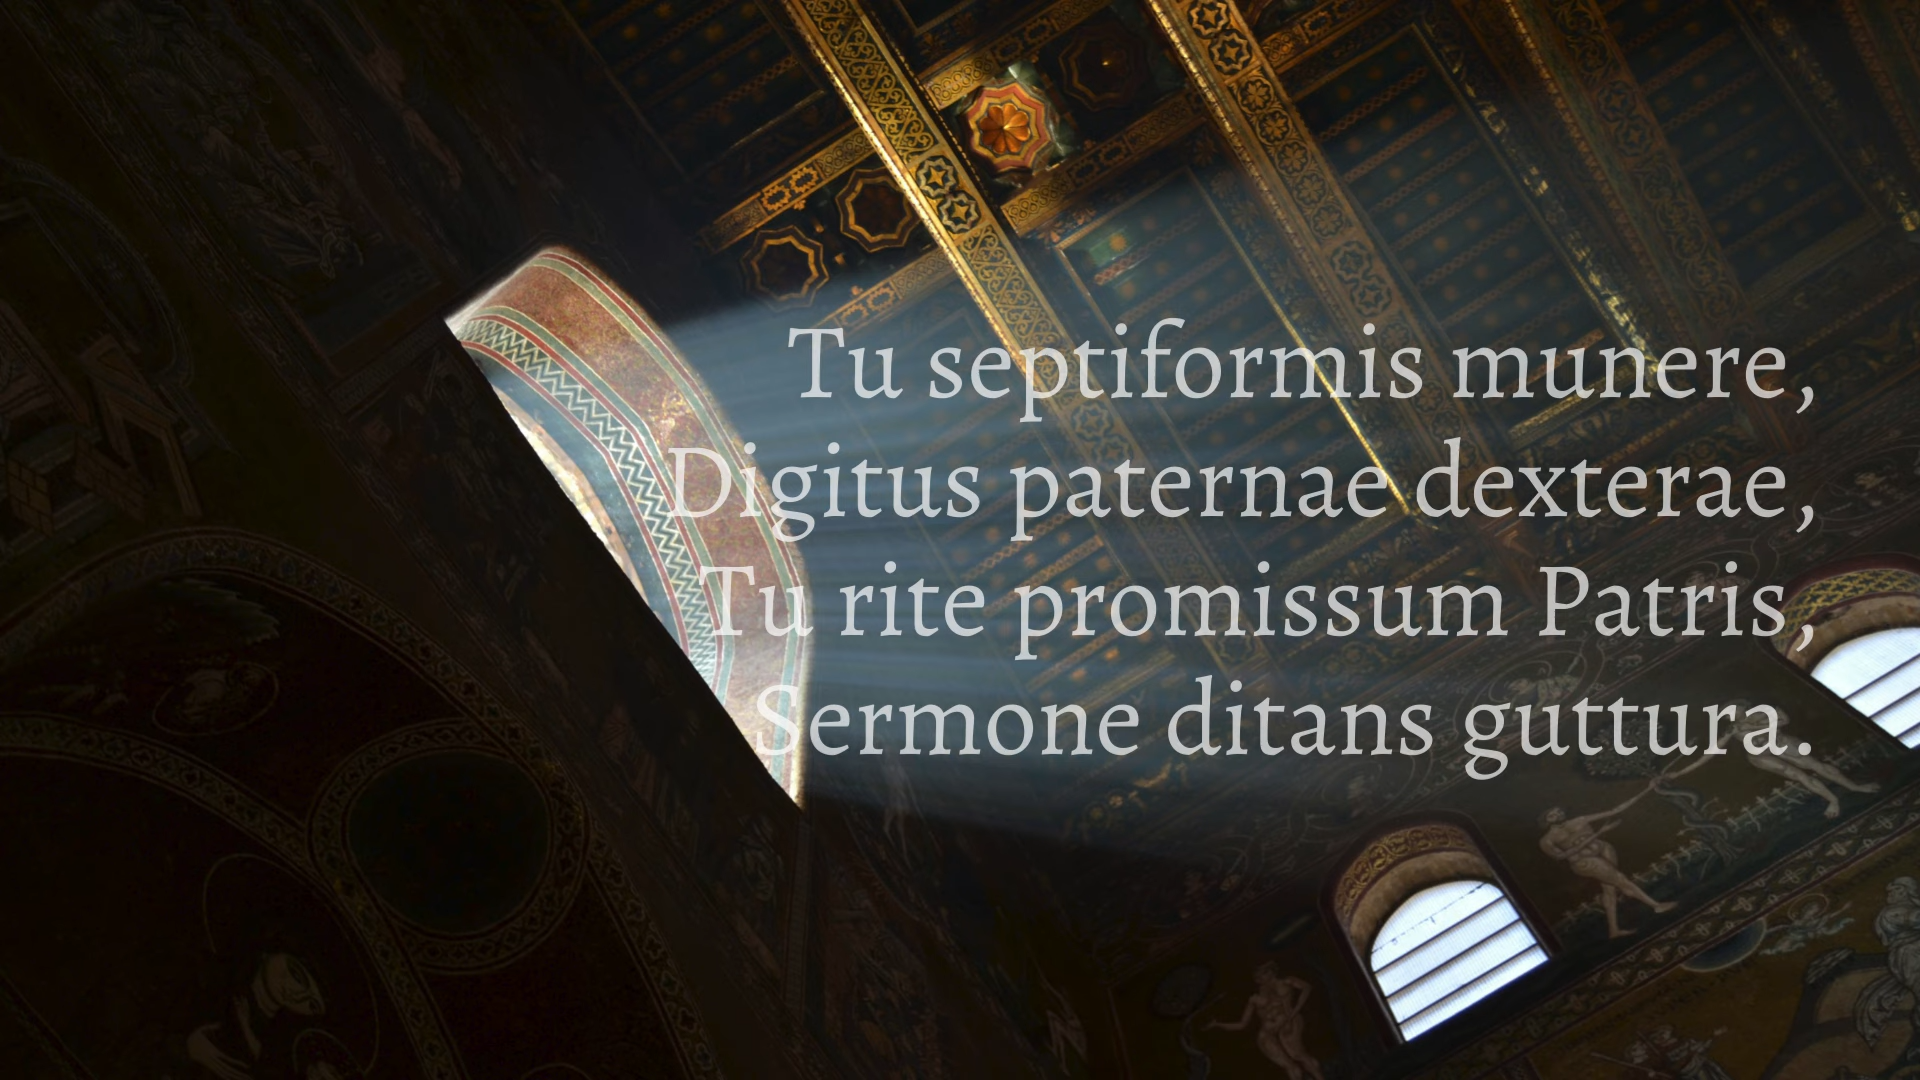 Tu septiformis munere,
Digitus paternae dexterae,
Tu rite promissum Patris,
Sermone ditans guttura.